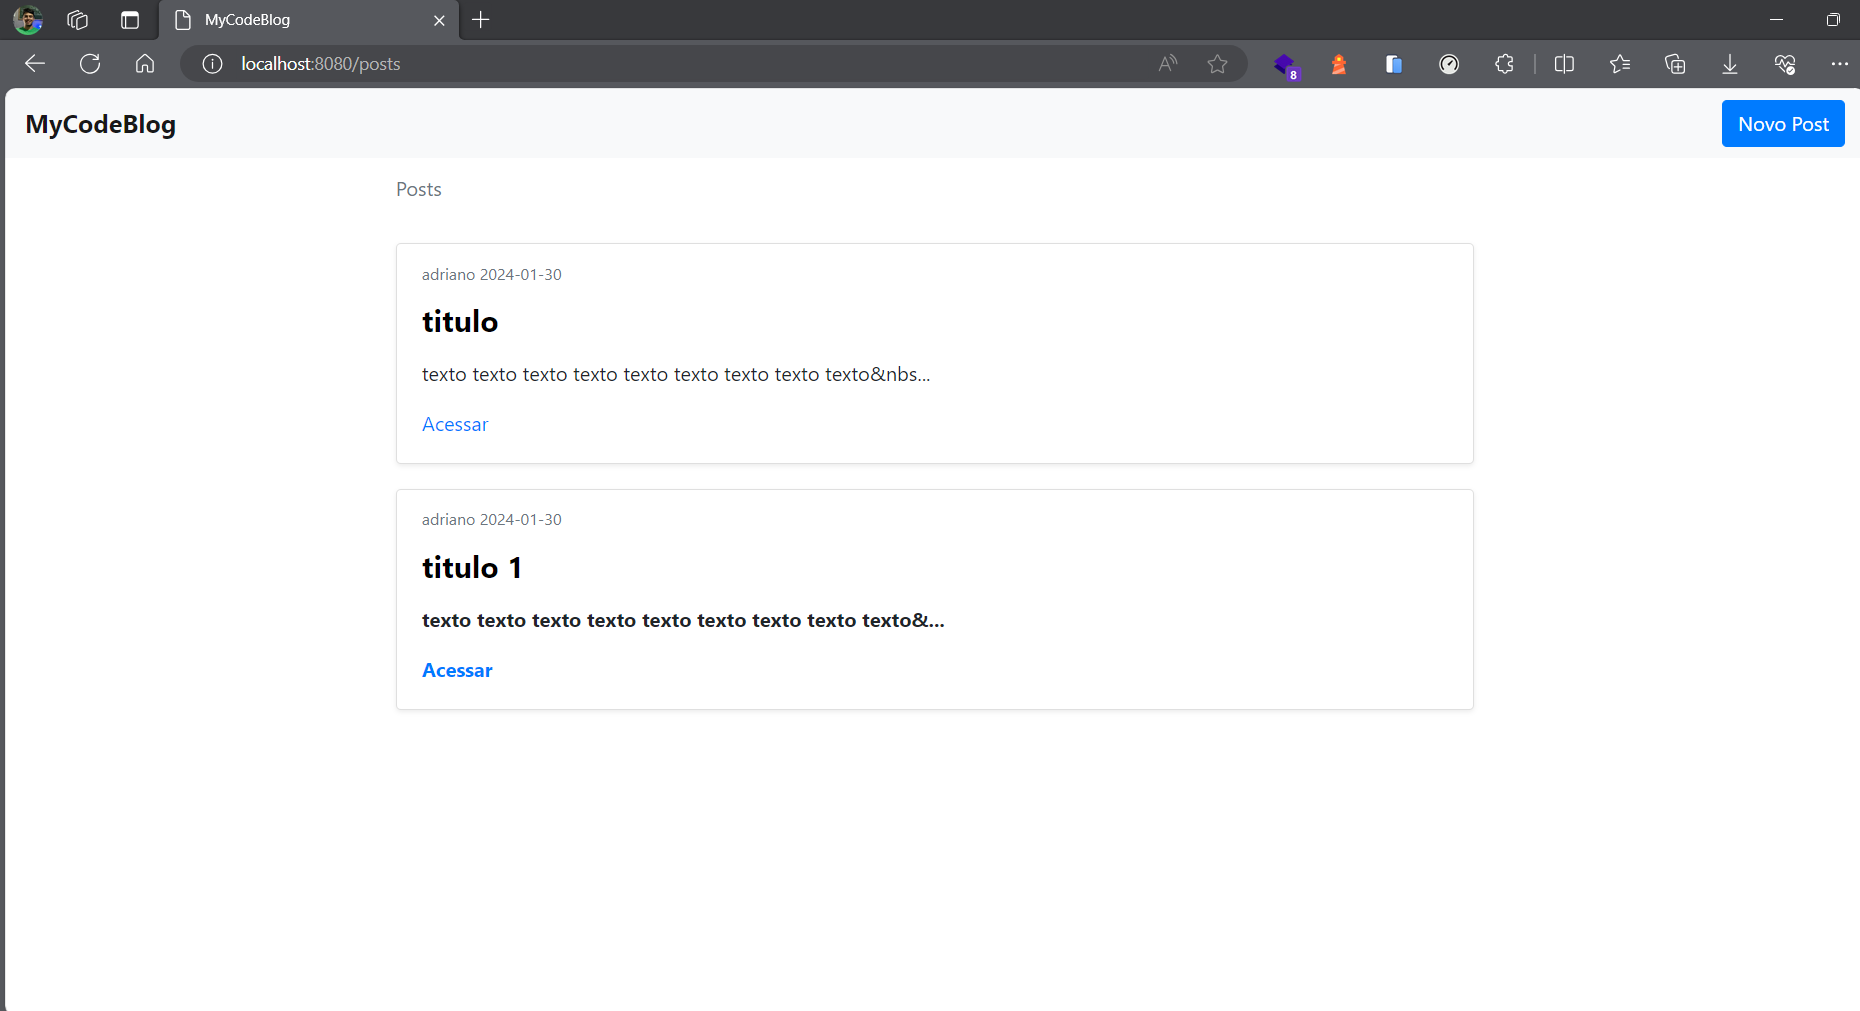 MyCodeBlog
localhost:8080/posts
8
MyCodeBlog
Novo Post
Posts
adriano 2024-01-30
titulo
texto texto texto texto texto texto texto texto texto&nbs...
Acessar
adriano 2024-01-30
titulo 1
texto texto texto texto texto texto texto texto texto&...
Acessar